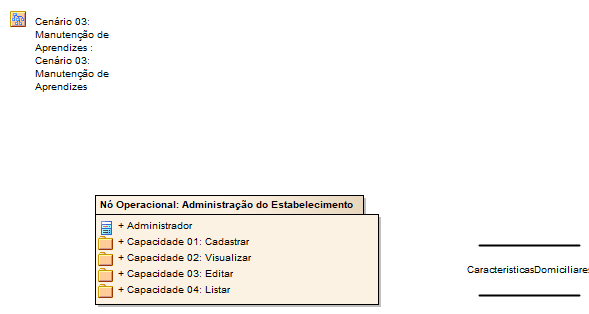 Cenário 03:
Manutenção de
Aprendizes :
Cenário 03:
Manutenção de
Aprendizes
Nó Operacional: Administração do Estabelecimento
+ Administrador
+ Capacidade 01: Cadastrar
+ Capacidade 02: Visualizar
+ Capacidade 03: Editar
+ Capacidade 04: Listar
CaracteristicasDomiciliares